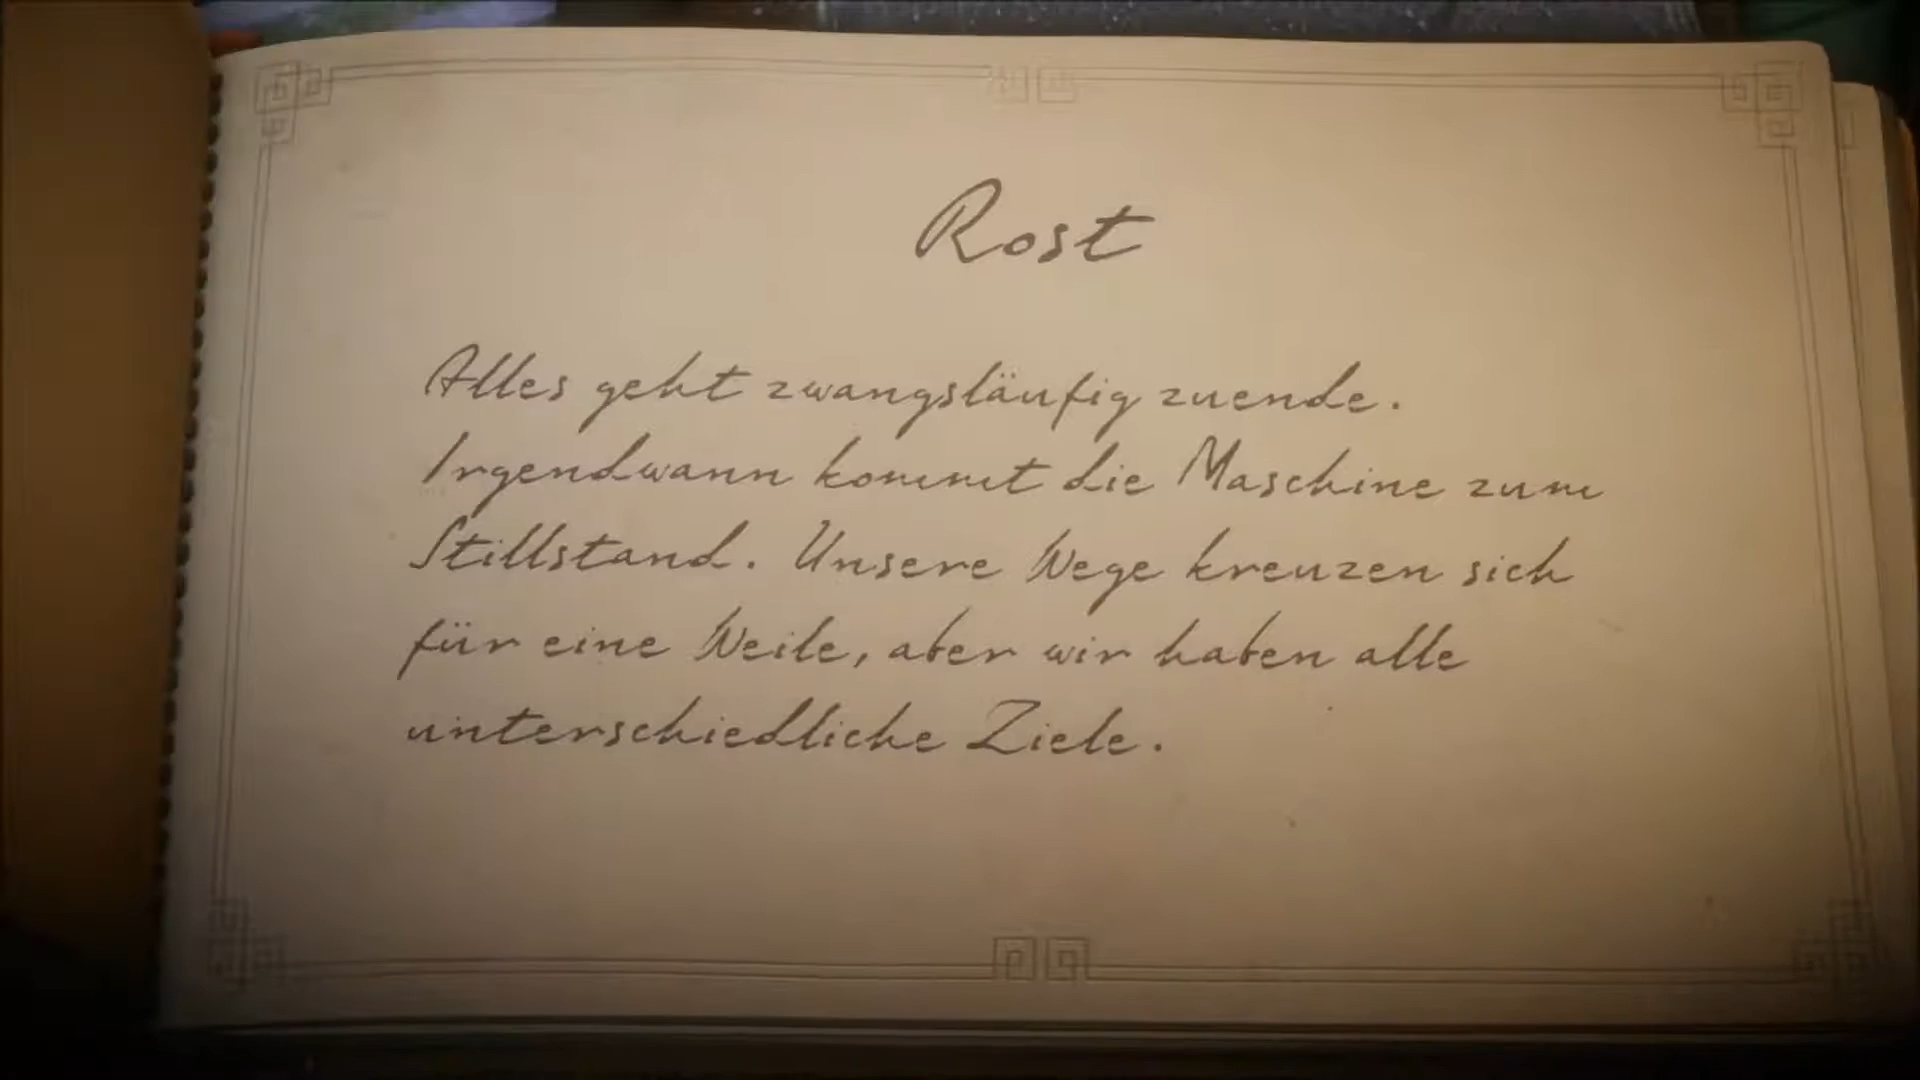 Rost
Alles geht zwangsläufig zuende.
Irgendwann kommt die Maschine zum
Stillstand. Unsere Wege kreuzen sich
für eine Weile, aber wir haben alle
unterschiedliche Ziele.